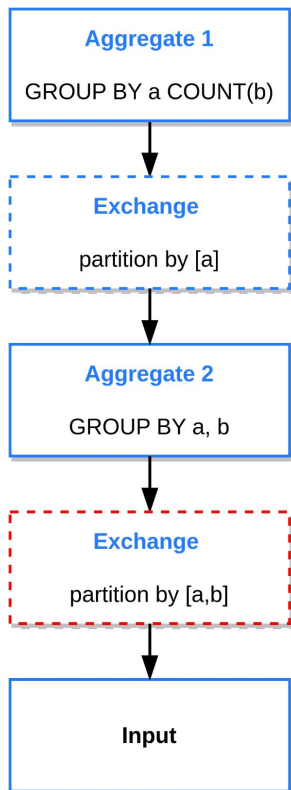 Aggregate 1
GROUP BY a COUNT(b)
Exchange
partition by [a]
Aggregate 2
GROUP BY a, b
Exchange
partition by [a,b]
Input